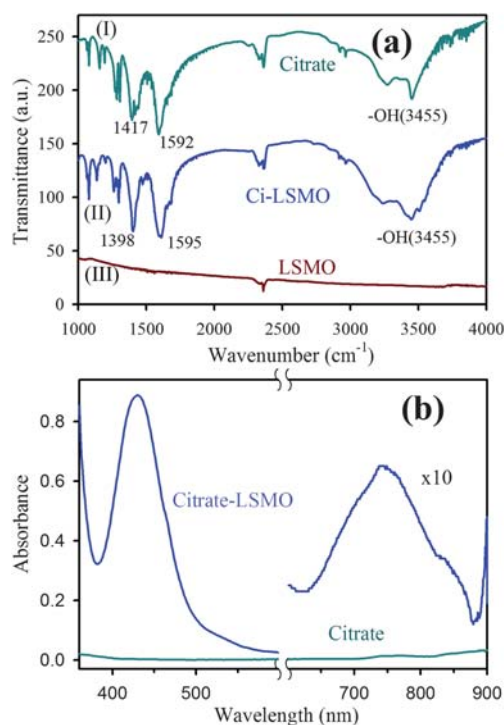 (a)
(I)
Citrate
1417
1592
-OH(3455)
(II)
Ci-LSMO
1398
1595
-OH(3455)
(III)
LSMO
250
200
150
100
50
0
Transmittance (a.u.)
1000 1500 2000 2500 3000 3500 4000
Wavenumber (cm⁻¹)
(b)
Citrate-LSMO
x10
Citrate
0.8
0.6
0.4
0.2
0.0
Absorbance
400 500 700 800 900
Wavelength (nm)